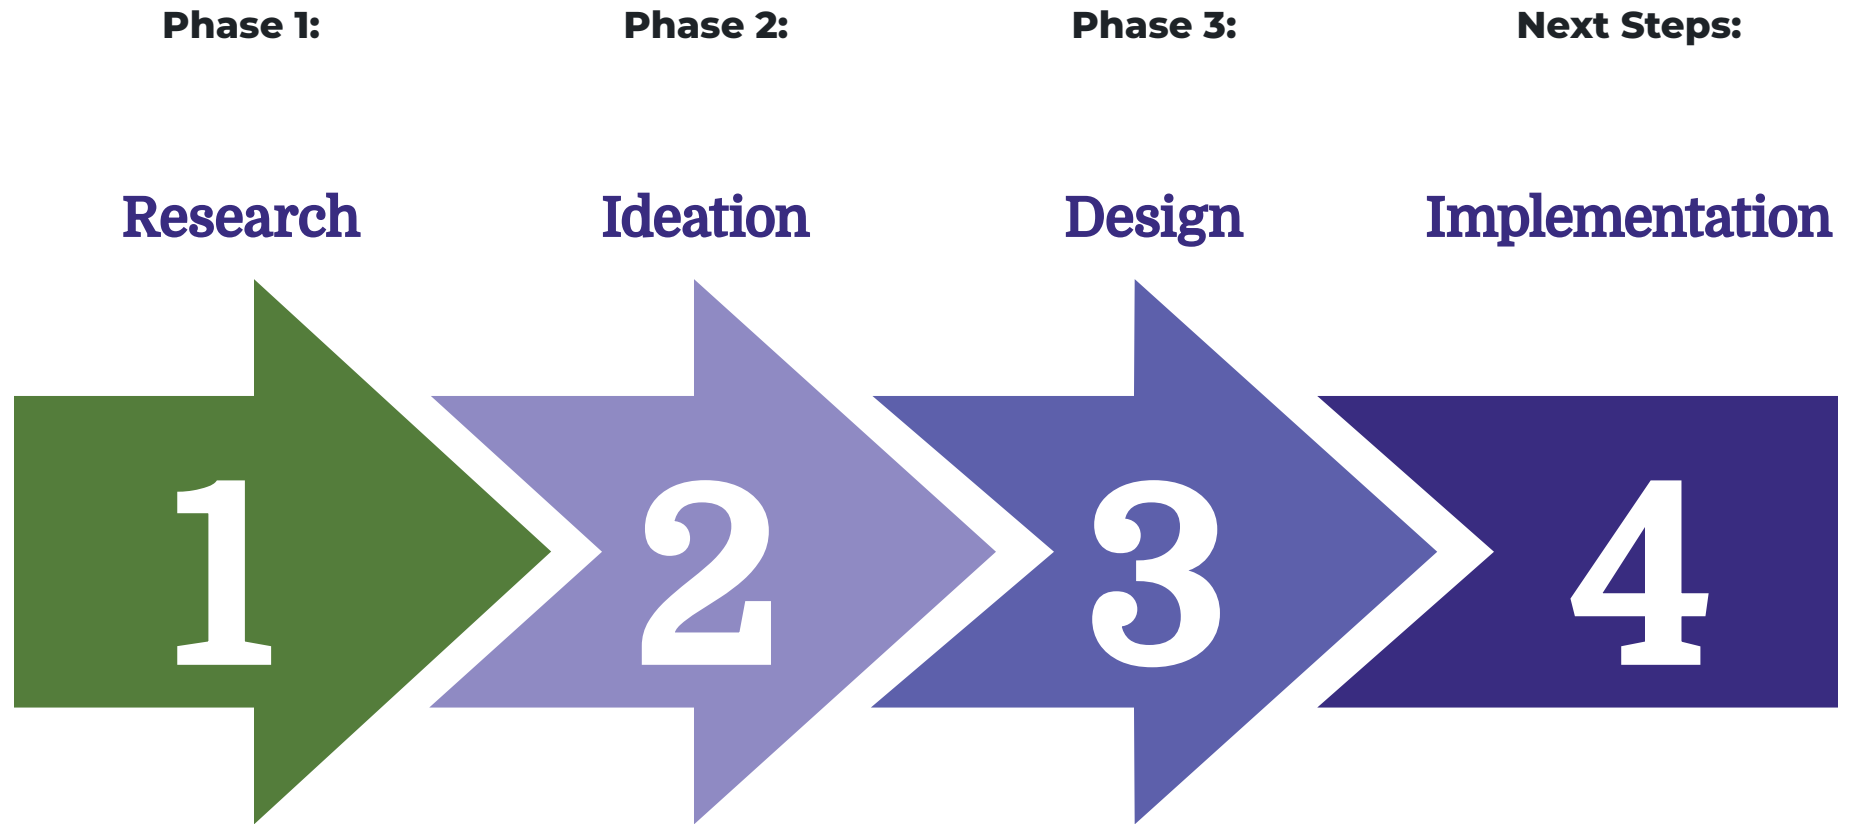 Phase 1:
Phase 2:
Phase 3:
Next Steps:
Research
Ideation
Design
Implementation
1
2
3
4